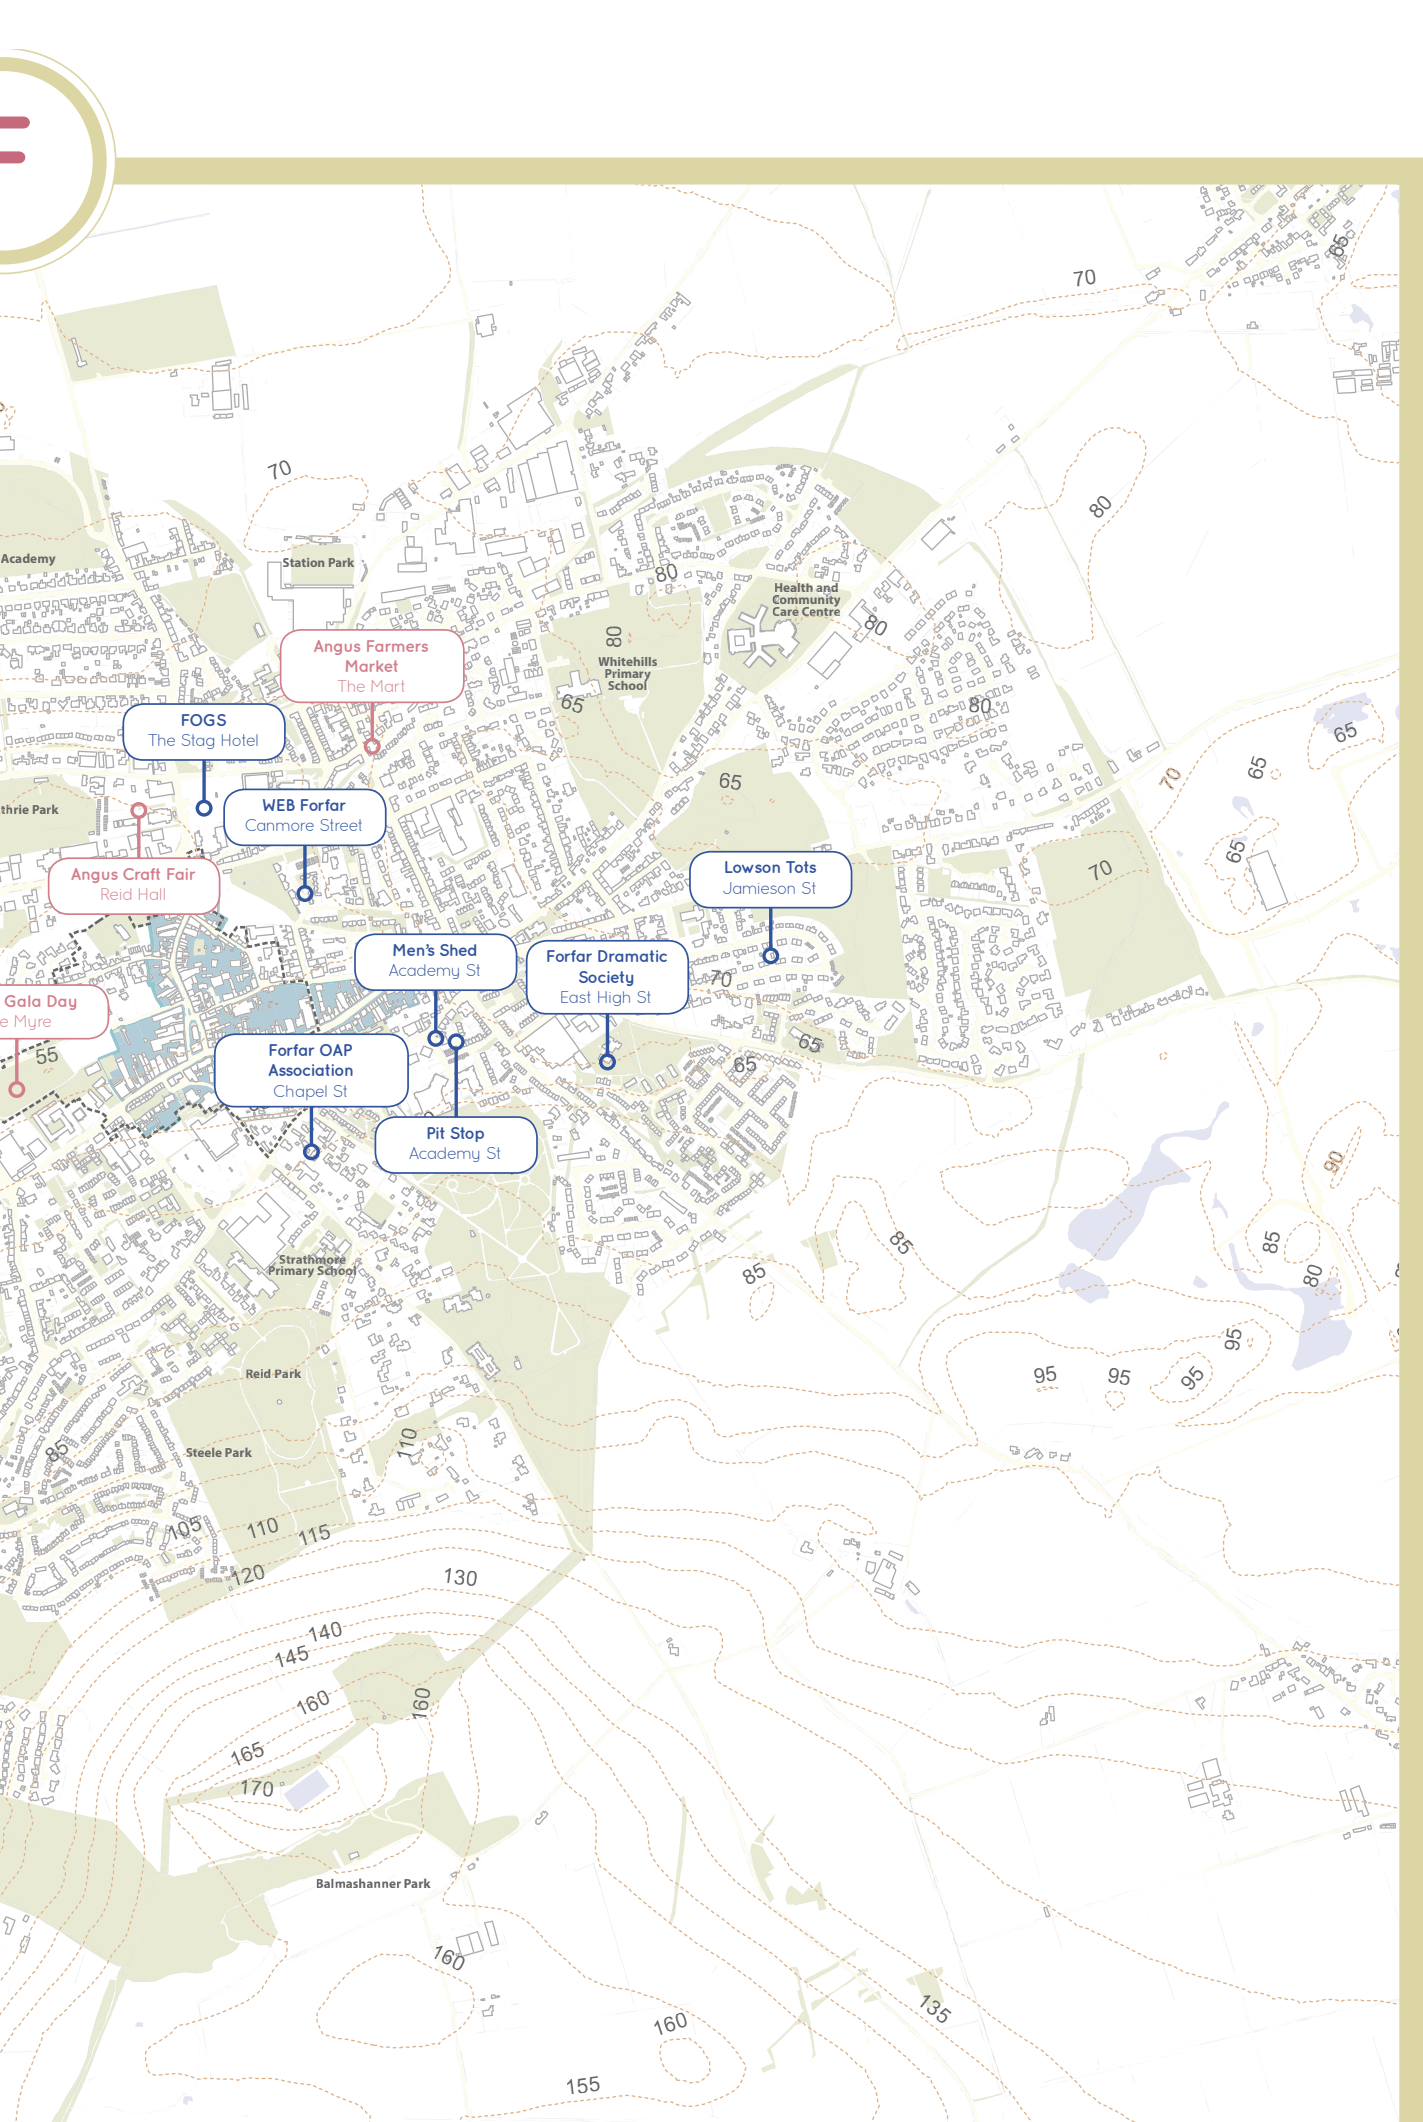 70
65
70
80
Academy
Station Park
80
Health and
Community
Care Centre
80
80
Whitehills
Primary
School
65
80
Angus Farmers
Market
The Mart
FOGS
The Stag Hotel
65
70
65
65
WEB Forfar
Canmore Street
thrie Park
65
Angus Craft Fair
Reid Hall
Lowson Tots
Jamieson St
70
Men's Shed
Academy St
Forfar Dramatic
Society
East High St
70
Gala Day
e Myre
55
Forfar OAP
Association
Chapel St
65
65
Pit Stop
Academy St
90
85
85
80
85
Strathmore
Primary School
95
95
95
95
Reid Park
110
Steele Park
85
105
110
115
120
130
140
145
160
160
165
170
Balmashanner Park
160
135
160
155